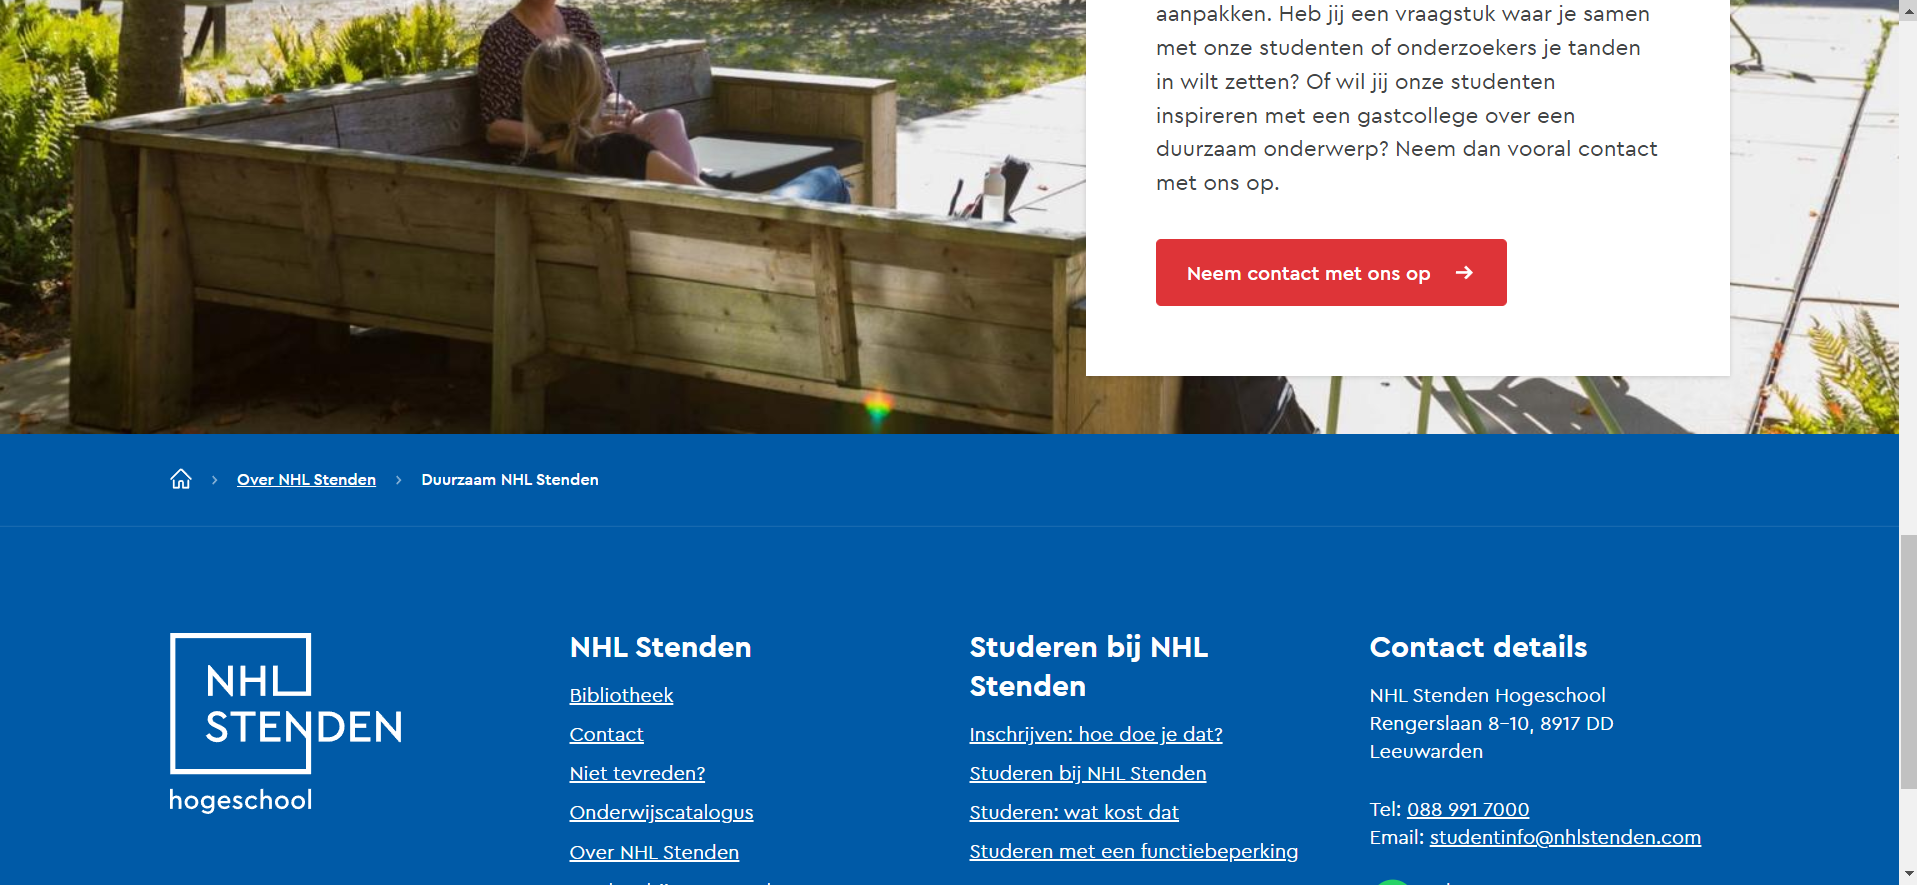 aanpakken. Heb jij een vraagstuk waar je samen
met onze studenten of onderzoekers je tanden
in wilt zetten? Of wil jij onze studenten
inspireren met een gastcollege over een
duurzaam onderwerp? Neem dan vooral contact
met ons op.
Neem contact met ons op
Over NHL Stenden
Duurzaam NHL Stenden
NHL
STENDEN
hogeschool
NHL Stenden
Bibliotheek
Contact
Niet tevreden?
Onderwijscatalogus
Over NHL Stenden
Studeren bij NHL
Stenden
Inschrijven: hoe doe je dat?
Studeren bij NHL Stenden
Studeren: wat kost dat
Studeren met een functiebeperking
Contact details
NHL Stenden Hogeschool
Rengerslaan 8-10, 8917 DD
Leeuwarden
Tel: 088 991 7000
Email: studentinfo@nhlstenden.com